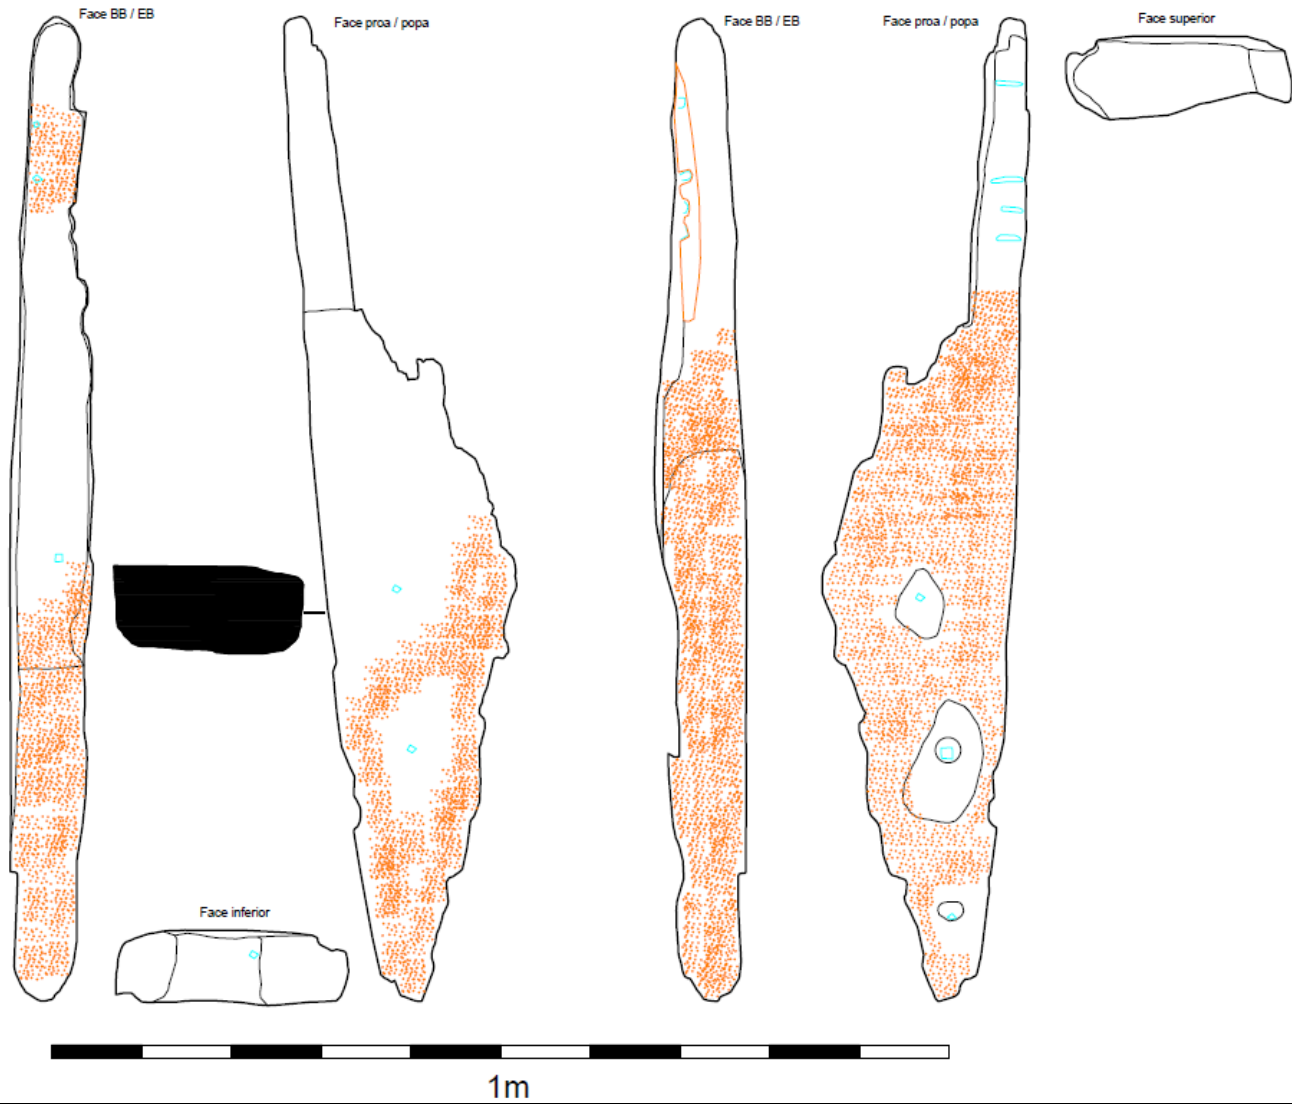 Face BB / EB
Face proa / popa
Face BB / EB
Face proa / popa
Face superior
Face inferior
1m